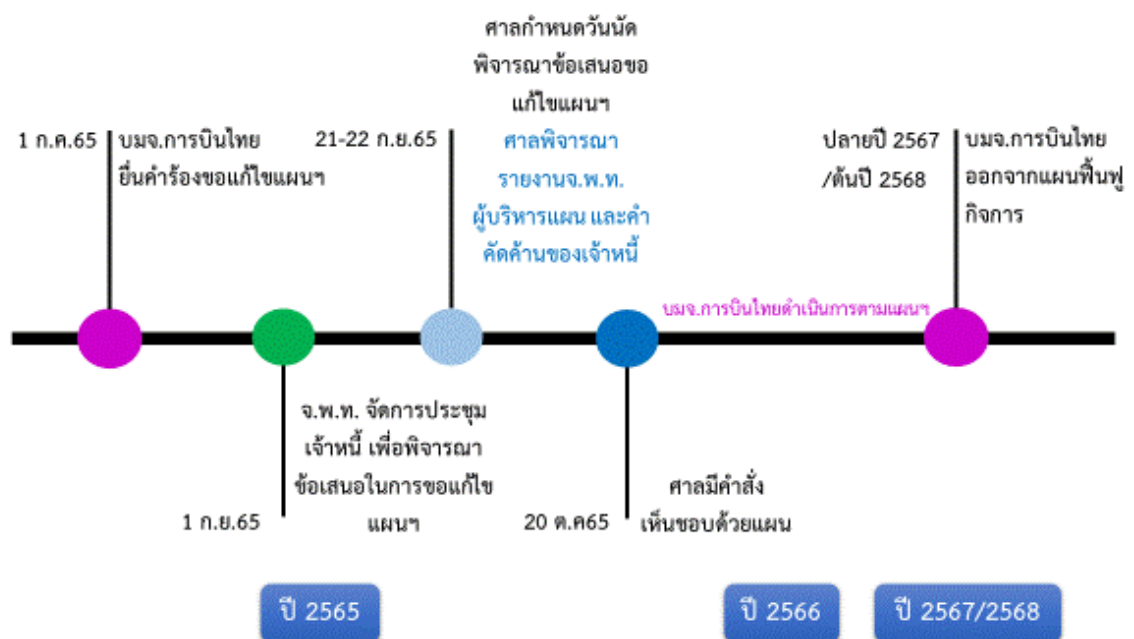 ศาลกำหนดวันนัด
พิจารณาข้อเสนอขอ
แก้ไขแผนฯ
ศาลพิจารณา
รายงานจ.พ.ท.
ผู้บริหารแผน และคำ
คัดค้านของเจ้าหนี้
1 ก.ค.65
บมจ.การบินไทย
ยื่นคำร้องขอแก้ไขแผนฯ
21-22 ก.ย.65
ปลายปี 2567
/ต้นปี 2568
บมจ.การบินไทย
ออกจากแผนฟื้นฟู
กิจการ
บมจ.การบินไทยดำเนินการตามแผนฯ
จ.พ.ท. จัดการประชุม
เจ้าหนี้ เพื่อพิจารณา
ข้อเสนอในการขอแก้ไข
แผนฯ
1 ก.ย.65
20 ต.ค65
ศาลมีคำสั่ง
เห็นชอบด้วยแผน
ปี 2565
ปี 2566
ปี 2567/2568